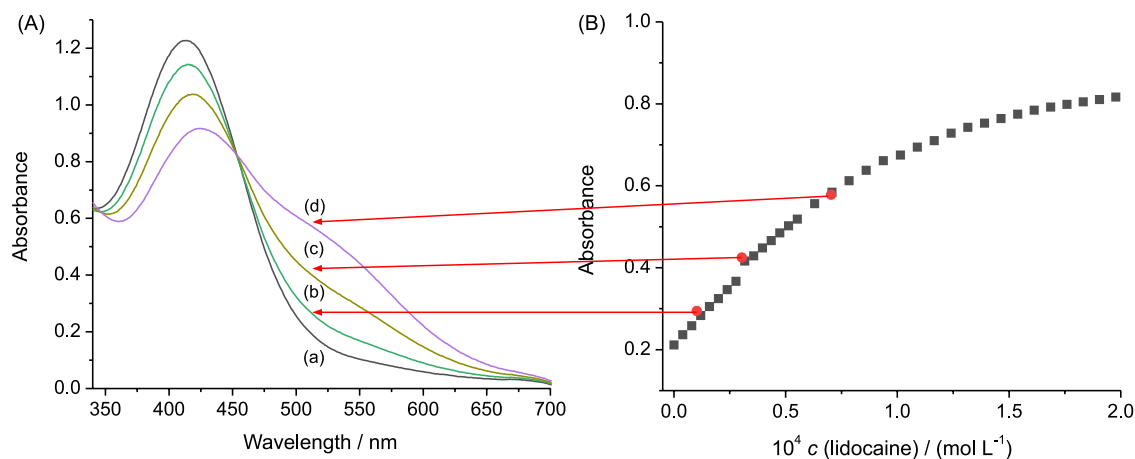 (A)
Absorbance
1.2
1.0
0.8
0.6
0.4
0.2
0.0
350
400
450
500
550
600
650
700
Wavelength / nm
(d)
(c)
(b)
(a)
(B)
Absorbance
1.0
0.8
0.6
0.4
0.2
0.0
0.5
1.0
1.5
2.0
10⁴ c (lidocaine) / (mol L⁻¹)